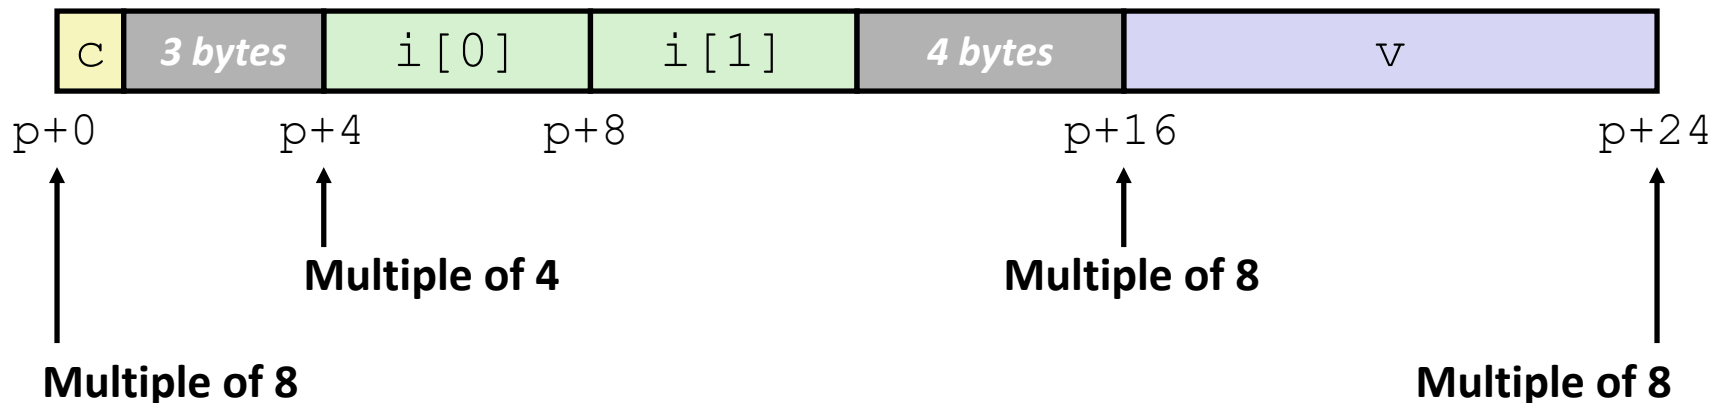 c 3 bytes i[0] i[1] 4 bytes v
p+0 p+4 p+8 p+16 p+24
Multiple of 4 Multiple of 8
Multiple of 8 Multiple of 8